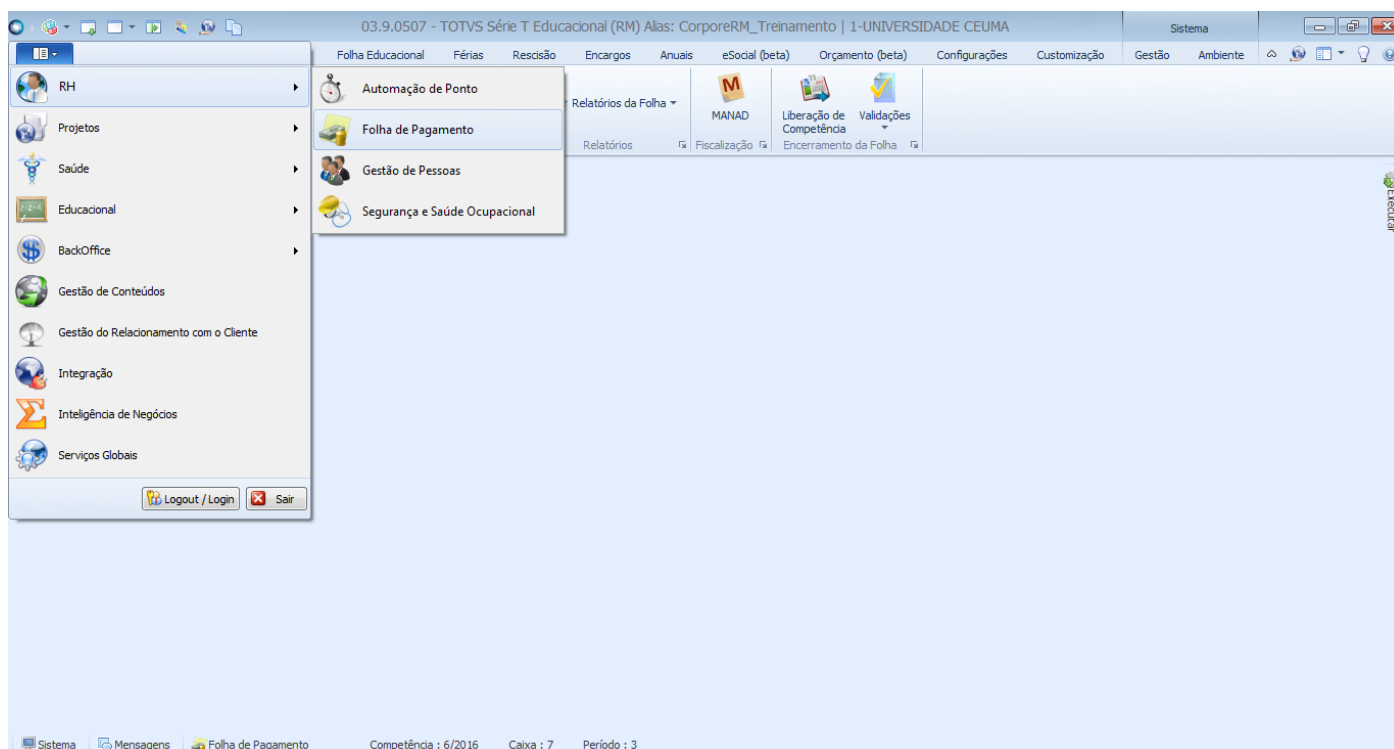 03.9.0507 - TOTVS Série T Educacional (RM) Alias: CorporeRM_Treinamento | 1-UNIVERSIDADE CEUMA
Sistema
Folha Educacional Férias Rescisão Encargos Anuais eSocial (beta) Orçamento (beta) Configurações Customização Gestão Ambiente
RH
Projetos
Saúde
Educacional
BackOffice
Gestão de Conteúdos
Gestão do Relacionamento com o Cliente
Integração
Inteligência de Negócios
Serviços Globais
Logout / Login Sair
Automação de Ponto
Folha de Pagamento
Gestão de Pessoas
Segurança e Saúde Ocupacional
Relatórios da Folha
Relatórios
M
MANAD
Fiscalização
Liberação de
Competência
Validações
Encerramento da Folha
Executar
Sistema Mensagens Folha de Pagamento Competência : 6/2016 Caixa : 7 Período : 3